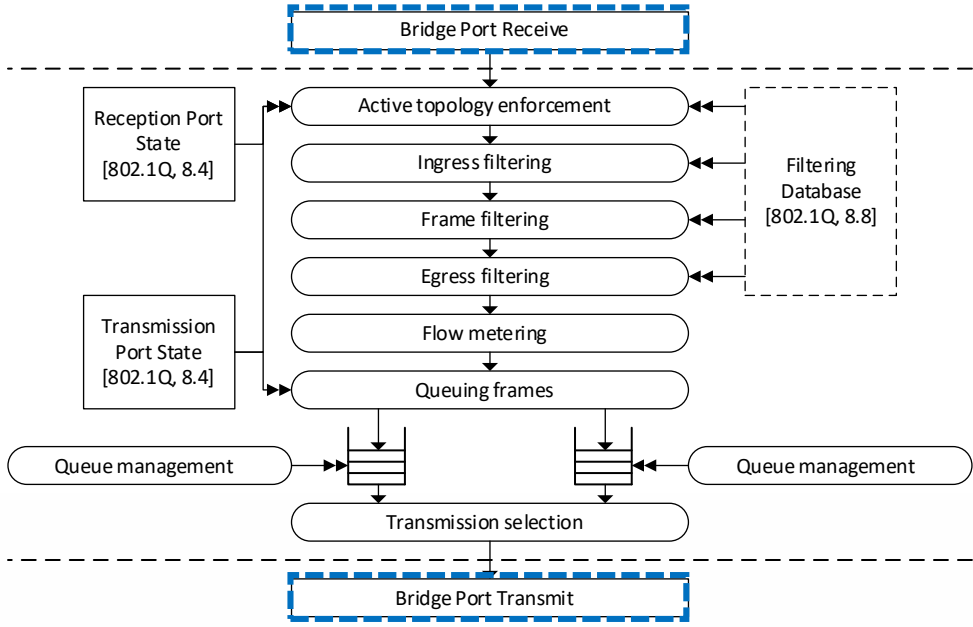 Bridge Port Receive
Reception Port
State
[802.1Q, 8.4]
Active topology enforcement
Ingress filtering
Frame filtering
Egress filtering
Filtering
Database
[802.1Q, 8.8]
Transmission
Port State
[802.1Q, 8.4]
Flow metering
Queuing frames
Queue management
Queue management
Transmission selection
Bridge Port Transmit